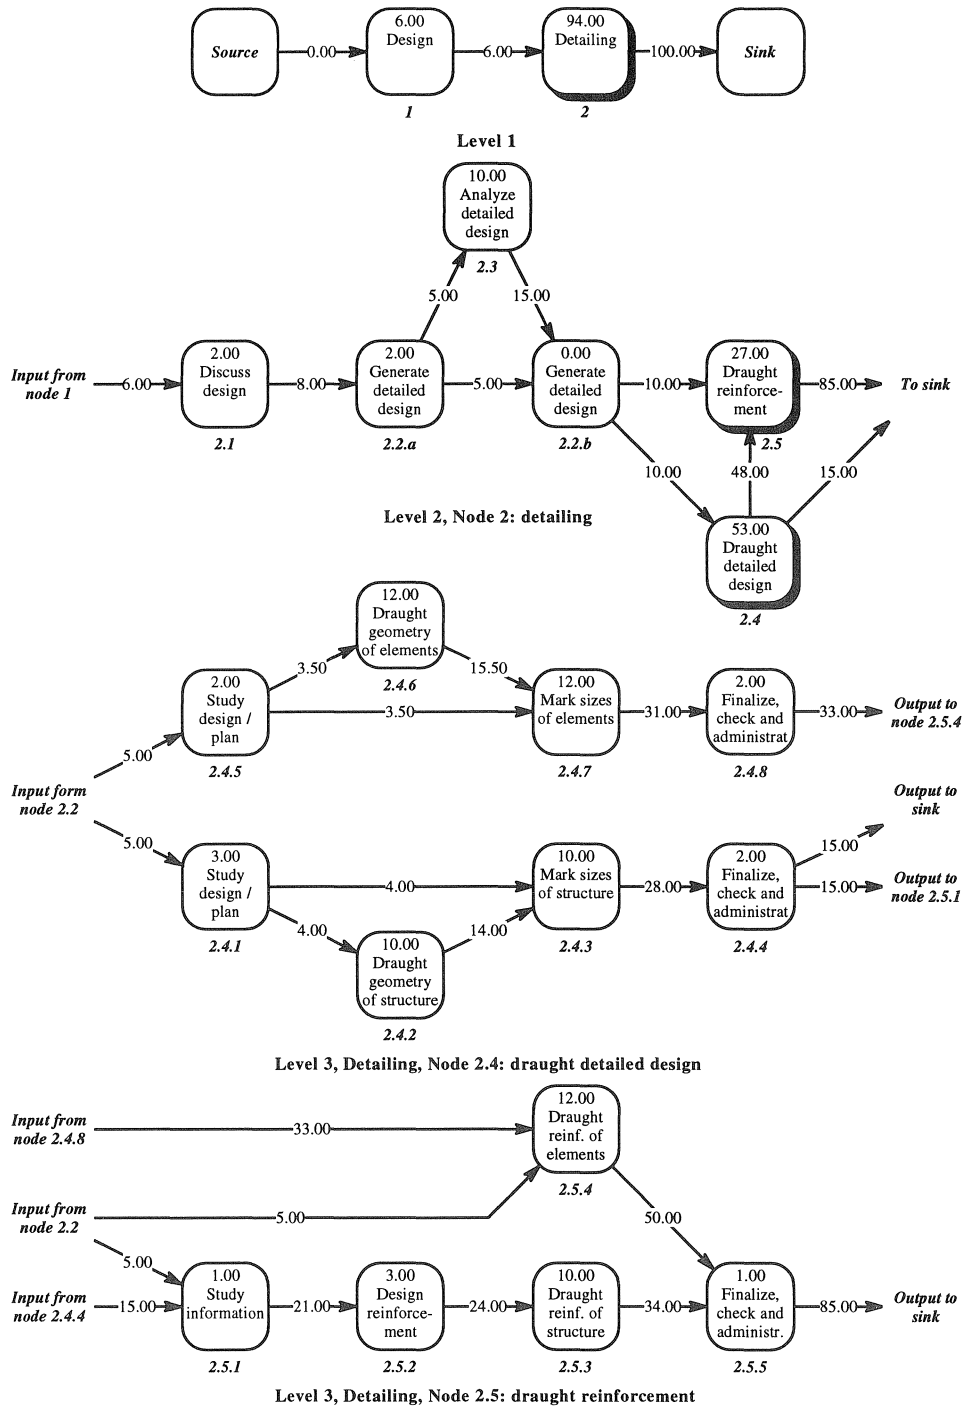 Source
0.00
6.00
Design
1
6.00
94.00
Detailing
2
100.00
Sink
Level 1
10.00
Analyze
detailed
design
2.3
5.00
15.00
Input from
node 1
6.00
2.00
Discuss
design
2.1
8.00
2.00
Generate
detailed
design
2.2.a
5.00
0.00
Generate
detailed
design
2.2.b
10.00
27.00
Draught
reinforce-
ment
2.5
85.00
To sink
10.00
48.00
15.00
53.00
Draught
detailed
design
2.4
Level 2, Node 2: detailing
12.00
Draught
geometry
of elements
2.4.6
3.50
15.50
2.00
Study
design /
plan
2.4.5
3.50
12.00
Mark sizes
of elements
2.4.7
31.00
2.00
Finalize,
check and
administrat
2.4.8
33.00
Output to
node 2.5.4
5.00
Input form
node 2.2
5.00
Output to
sink
15.00
3.00
Study
design /
plan
2.4.1
4.00
10.00
Mark sizes
of structure
2.4.3
28.00
2.00
Finalize,
check and
administrat
2.4.4
15.00
Output to
node 2.5.1
4.00
14.00
10.00
Draught
geometry
of structure
2.4.2
Level 3, Detailing, Node 2.4: draught detailed design
Input from
node 2.4.8
33.00
12.00
Draught
reinf. of
elements
2.5.4
Input from
node 2.2
5.00
50.00
5.00
Input from
node 2.4.4
15.00
1.00
Study
information
2.5.1
21.00
3.00
Design
reinforce-
ment
2.5.2
24.00
10.00
Draught
reinf. of
structure
2.5.3
34.00
1.00
Finalize,
check and
administr.
2.5.5
85.00
Output to
sink
Level 3, Detailing, Node 2.5: draught reinforcement